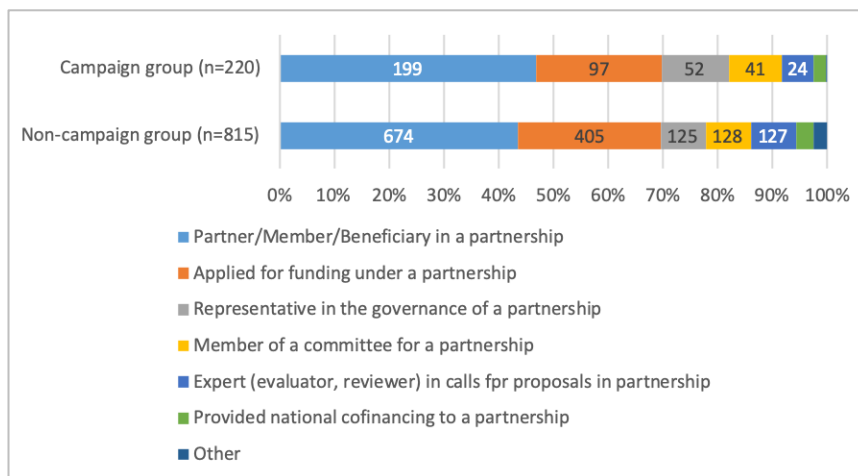 Campaign group (n=220)
199 97 52 41 24
Non-campaign group (n=815)
674 405 125 128 127
0% 10% 20% 30% 40% 50% 60% 70% 80% 90% 100%
Partner/Member/Beneficiary in a partnership
Applied for funding under a partnership
Representative in the governance of a partnership
Member of a committee for a partnership
Expert (evaluator, reviewer) in calls fpr proposals in partnership
Provided national cofinancing to a partnership
Other